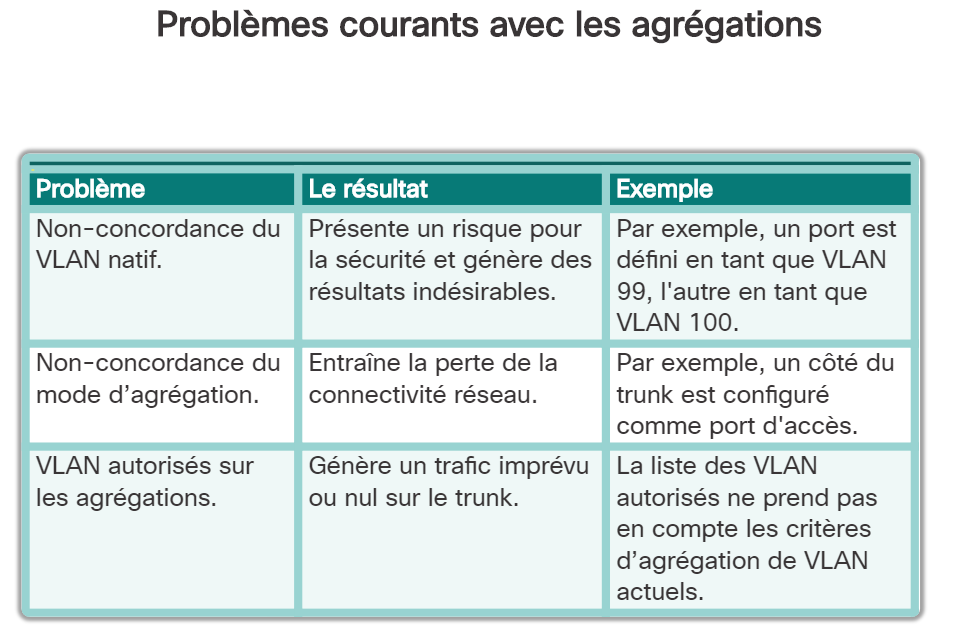 Problèmes courants avec les agrégations
Problème
Le résultat
Exemple
Non-concordance du
VLAN natif.
Présente un risque pour
la sécurité et génère des
résultats indésirables.
Par exemple, un port est
défini en tant que VLAN
99, l'autre en tant que
VLAN 100.
Non-concordance du
mode d’agrégation.
Entraîne la perte de la
connectivité réseau.
Par exemple, un côté du
trunk est configuré
comme port d'accès.
VLAN autorisés sur
les agrégations.
Génère un trafic imprévu
ou nul sur le trunk.
La liste des VLAN
autorisés ne prend pas
en compte les critères
d’agrégation de VLAN
actuels.